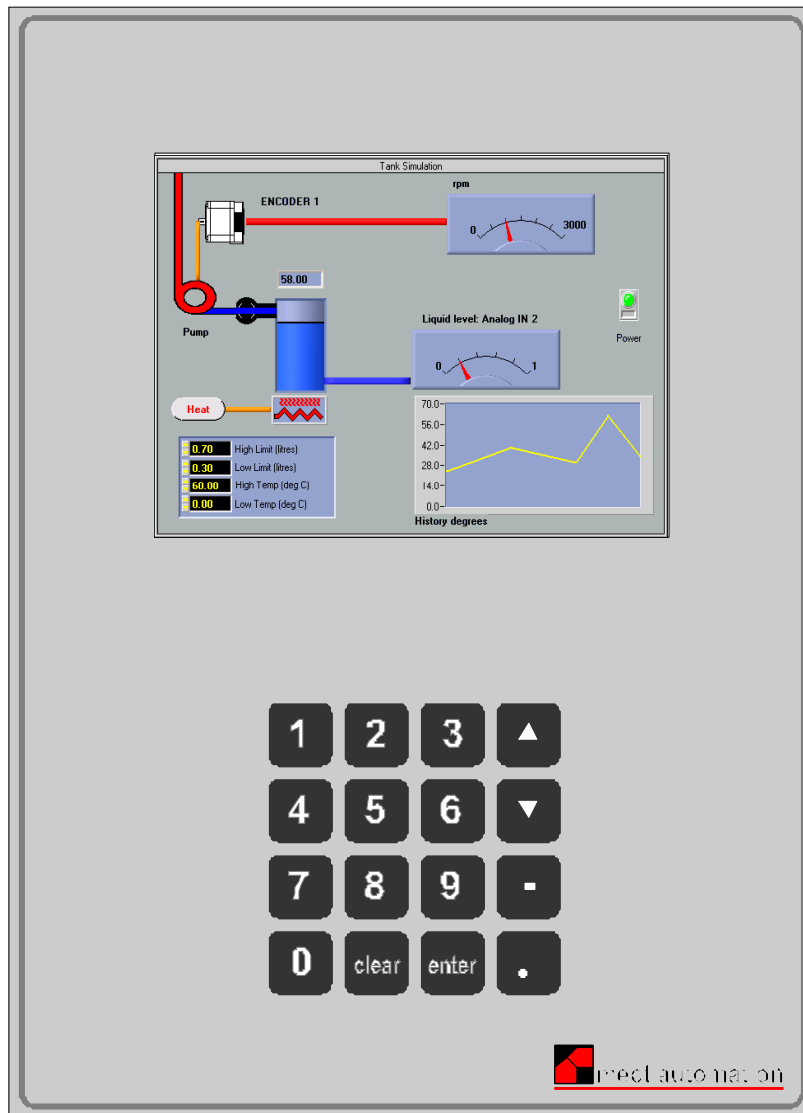 Tank Simulation
rpm
ENCODER 1
0
3000
58.00
Pump
Liquid level: Analog IN 2
Power
0
1
Heat
0.70 High Limit (litres)
0.30 Low Limit (litres)
60.00 High Temp (deg C)
0.00 Low Temp (deg C)
70.0
56.0
42.0
28.0
14.0
0.0
History degrees
1 2 3
4 5 6
7 8 9 -
0 clear enter .
mect automation